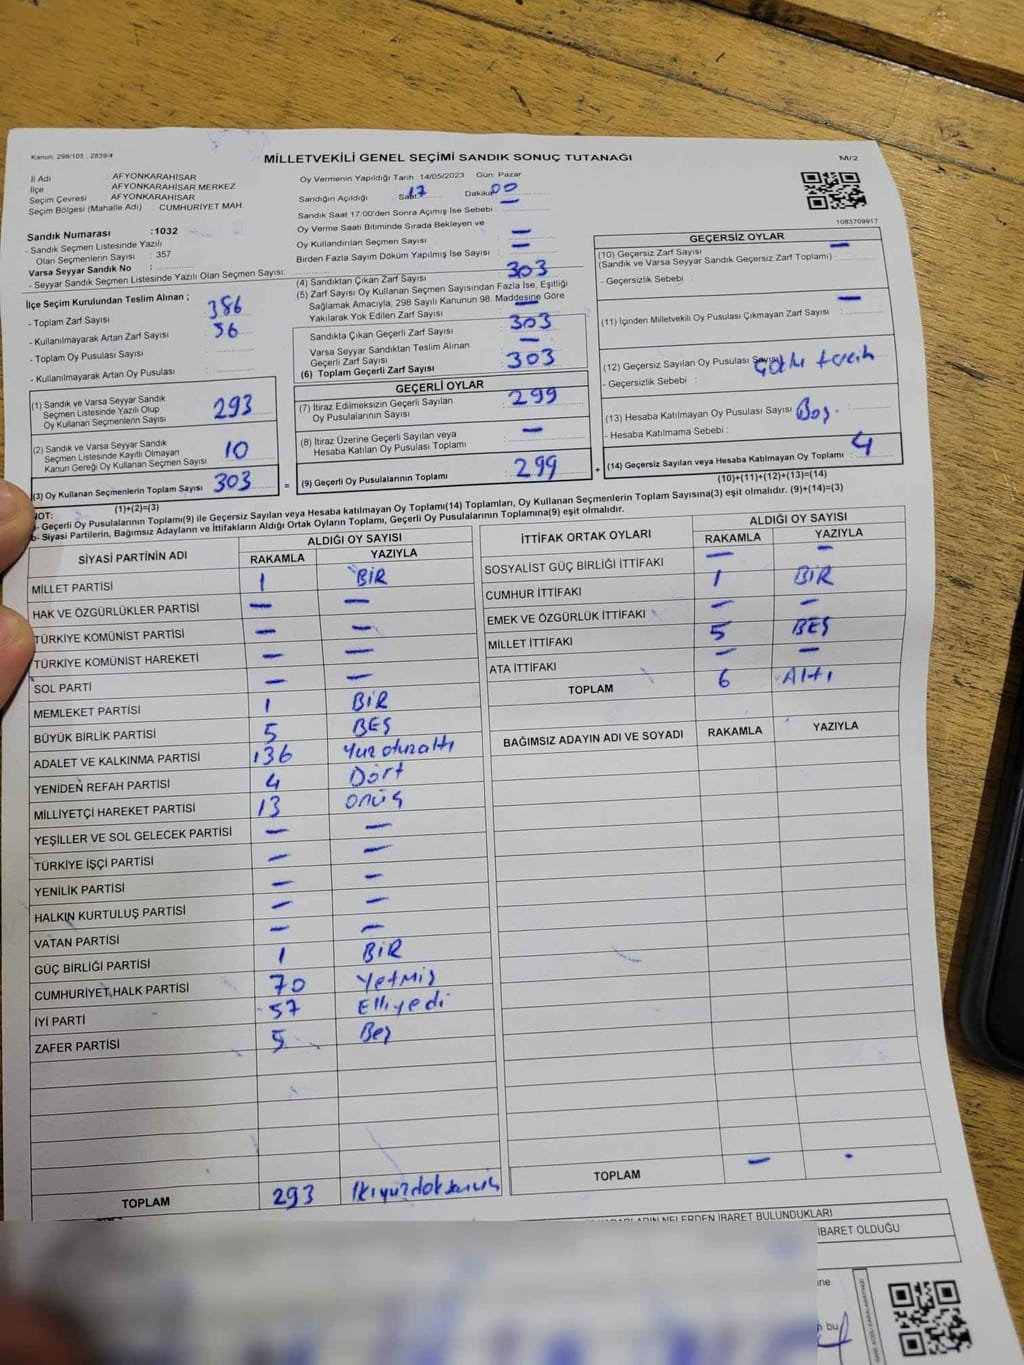 Kanun: 298/105 , 2839/4
MİLLETVEKİLİ GENEL SEÇİMİ SANDIK SONUÇ TUTANAĞI
M/2
İl Adı : AFYONKARAHİSAR
İlçe : AFYONKARAHİSAR MERKEZ
Seçim Çevresi : AFYONKARAHİSAR
Seçim Bölgesi (Mahalle Adı) : CUMHURİYET MAH.
Sandık Numarası :1032
- Sandık Seçmen Listesinde Yazılı
Olan Seçmenlerin Sayısı : 357
Varsa Seyyar Sandık No :
- Seyyar Sandık Seçmen Listesinde Yazılı Olan Seçmen Sayısı:
İlçe Seçim Kurulundan Teslim Alınan ;
- Toplam Zarf Sayısı : 386
- Kullanılmayarak Artan Zarf Sayısı : 56
- Toplam Oy Pusulası Sayısı :
- Kullanılmayarak Artan Oy Pusulası :
(1) Sandık ve Varsa Seyyar Sandık
Seçmen Listesinde Yazılı Olup
Oy Kullanan Seçmenlerin Sayısı 293
(2) Sandık ve Varsa Seyyar Sandık
Seçmen Listesinde Kayıtlı Olmayan
Kanun Gereği Oy Kullanan Seçmen Sayısı 10
(3) Oy Kullanan Seçmenlerin Toplam Sayısı 303
(1)+(2)=(3)
Oy Vermenin Yapıldığı Tarih : 14/05/2023 Gün: Pazar
Sandığın Açıldığı Saat 17 Dakika 00
Sandık Saat 17:00'den Sonra Açımış İse Sebebi : —
Oy Verme Saati Bitiminde Sırada Bekleyen ve
Oy Kullandırılan Seçmen Sayısı : —
Birden Fazla Sayım Döküm Yapılmış İse Sayısı : —
(4) Sandıktan Çıkan Zarf Sayısı : 303
(5) Zarf Sayısı Oy Kullanan Seçmen Sayısından Fazla İse, Eşitliği
Sağlamak Amacıyla, 298 Sayılı Kanunun 98. Maddesine Göre
Yakılarak Yok Edilen Zarf Sayısı : —
Sandıkta Çıkan Geçerli Zarf Sayısı : 303
Varsa Seyyar Sandıktan Teslim Alınan
Geçerli Zarf Sayısı : —
(6) Toplam Geçerli Zarf Sayısı : 303
GEÇERLİ OYLAR
(7) İtiraz Edilmeksizin Geçerli Sayılan
Oy Pusulalarının Sayısı : 299
(8) İtiraz Üzerine Geçerli Sayılan veya
Hesaba Katılan Oy Pusulası Toplamı : —
= (9) Geçerli Oy Pusulalarının Toplamı : 299 +
1083709917
GEÇERSİZ OYLAR
(10) Geçersiz Zarf Sayısı
(Sandık ve Varsa Seyyar Sandık Geçersiz Zarf Toplamı) : —
- Geçersizlik Sebebi :
(11) İçinden Milletvekili Oy Pusulası Çıkmayan Zarf Sayısı : —
(12) Geçersiz Sayılan Oy Pusulası Sayısı :
- Geçersizlik Sebebi : tercih
(13) Hesaba Katılmayan Oy Pusulası Sayısı Boş
- Hesaba Katılmama Sebebi :
(14) Geçersiz Sayılan veya Hesaba Katılmayan Oy Toplamı : 4
(10)+(11)+(12)+(13)=(14)
NOT:
a- Geçerli Oy Pusulalarının Toplamı(9) ile Geçersiz Sayılan veya Hesaba katılmayan Oy Toplamı(14) Toplamları, Oy Kullanan Seçmenlerin Toplam Sayısına(3) eşit olmalıdır. (9)+(14)=(3)
b- Siyasi Partilerin, Bağımsız Adayların ve İttifakların Aldığı Ortak Oyların Toplamı, Geçerli Oy Pusulalarının Toplamına(9) eşit olmalıdır.
SİYASİ PARTİNİN ADI ALDIĞI OY SAYISI
RAKAMLA YAZIYLA
MİLLET PARTİSİ 1 BİR
HAK VE ÖZGÜRLÜKLER PARTİSİ — —
TÜRKİYE KOMÜNİST PARTİSİ — —
TÜRKİYE KOMÜNİST HAREKETİ — —
SOL PARTİ — —
MEMLEKET PARTİSİ 1 BİR
BÜYÜK BİRLİK PARTİSİ 5 BEŞ
ADALET VE KALKINMA PARTİSİ 136 Yuz otuzaltı
YENİDEN REFAH PARTİSİ 4 Dört
MİLLİYETÇİ HAREKET PARTİSİ 13 onüç
YEŞİLLER VE SOL GELECEK PARTİSİ — —
TÜRKİYE İŞÇİ PARTİSİ — —
YENİLİK PARTİSİ — —
HALKIN KURTULUŞ PARTİSİ — —
VATAN PARTİSİ — —
GÜÇ BİRLİĞİ PARTİSİ 1 BİR
CUMHURİYET HALK PARTİSİ 70 Yetmiş
İYİ PARTİ 57 Elliyedi
ZAFER PARTİSİ 5 Beş
TOPLAM 293
İTTİFAK ORTAK OYLARI ALDIĞI OY SAYISI
RAKAMLA YAZIYLA
SOSYALİST GÜÇ BİRLİĞİ İTTİFAKI — —
CUMHUR İTTİFAKI 1 BİR
EMEK VE ÖZGÜRLÜK İTTİFAKI — —
MİLLET İTTİFAKI 5 BEŞ
ATA İTTİFAKI — —
TOPLAM 6 Altı
BAĞIMSIZ ADAYIN ADI VE SOYADI RAKAMLA YAZIYLA
TOPLAM —
NELERDEN İBARET BULUNDUKLARI
İBARET OLDUĞU